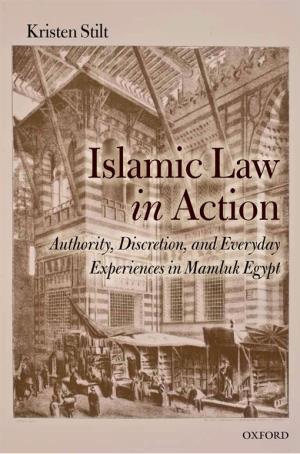 Kristen Stilt
Islamic Law
in Action
Authority, Discretion, and Everyday
Experiences in Mamluk Egypt
OXFORD